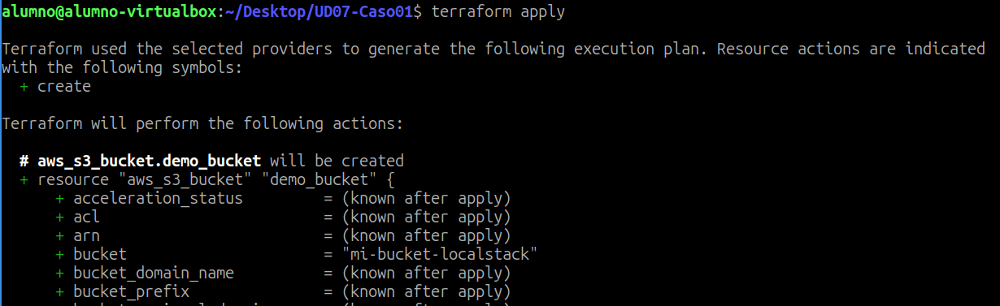 alumno@alumno-virtualbox:~/Desktop/UD07-Caso01$ terraform apply
Terraform used the selected providers to generate the following execution plan. Resource actions are indicated
with the following symbols:
+ create
Terraform will perform the following actions:
# aws_s3_bucket.demo_bucket will be created
+ resource "aws_s3_bucket" "demo_bucket" {
+ acceleration_status = (known after apply)
+ acl = (known after apply)
+ arn = (known after apply)
+ bucket = "mi-bucket-localstack"
+ bucket_domain_name = (known after apply)
+ bucket_prefix = (known after apply)